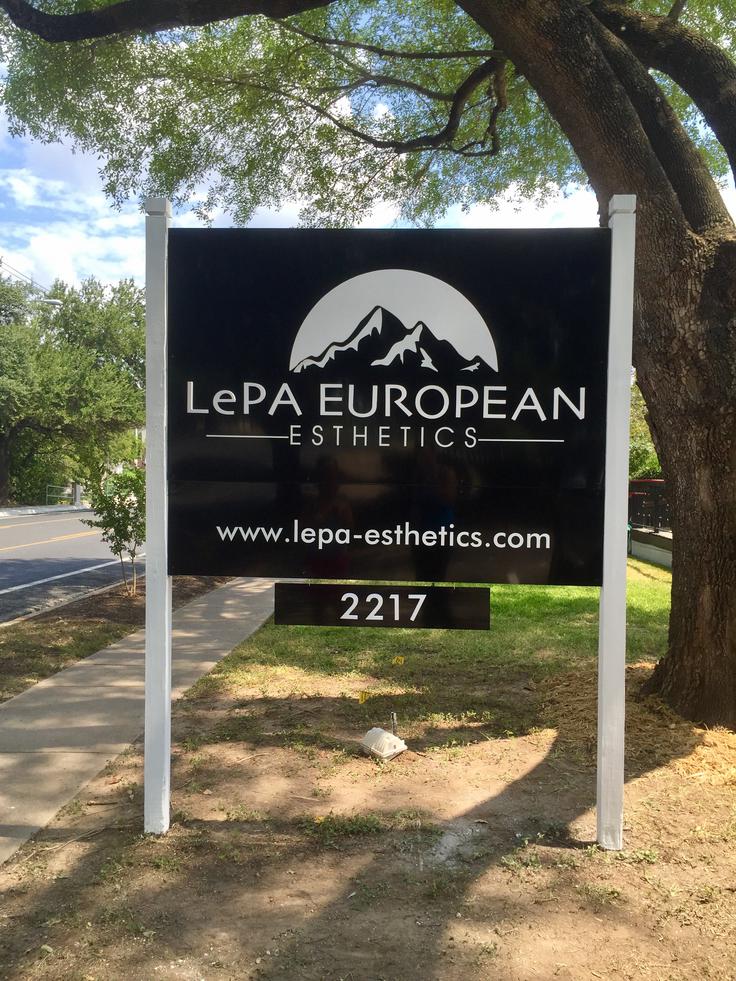 LePA EUROPEAN
ESTHETICS
www.lepa-esthetics.com
2217